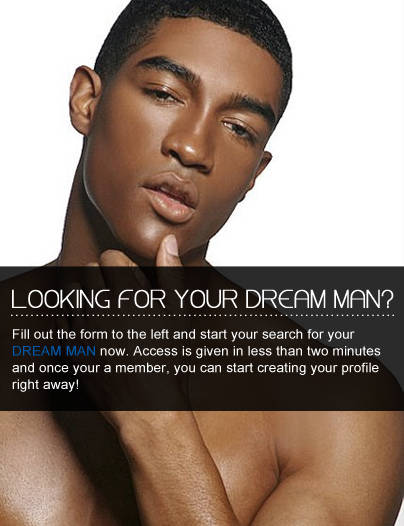 LOOKING FOR YOUR DREAM MAN?
Fill out the form to the left and start your search for your
DREAM MAN now. Access is given in less than two minutes
and once your a member, you can start creating your profile
right away!